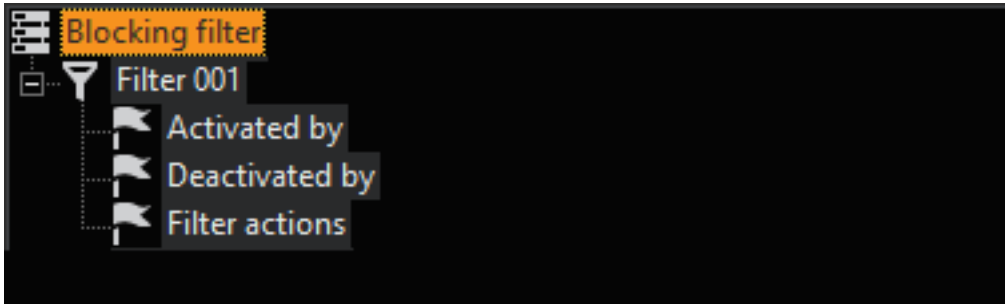 Blocking filter
Filter 001
Activated by
Deactivated by
Filter actions